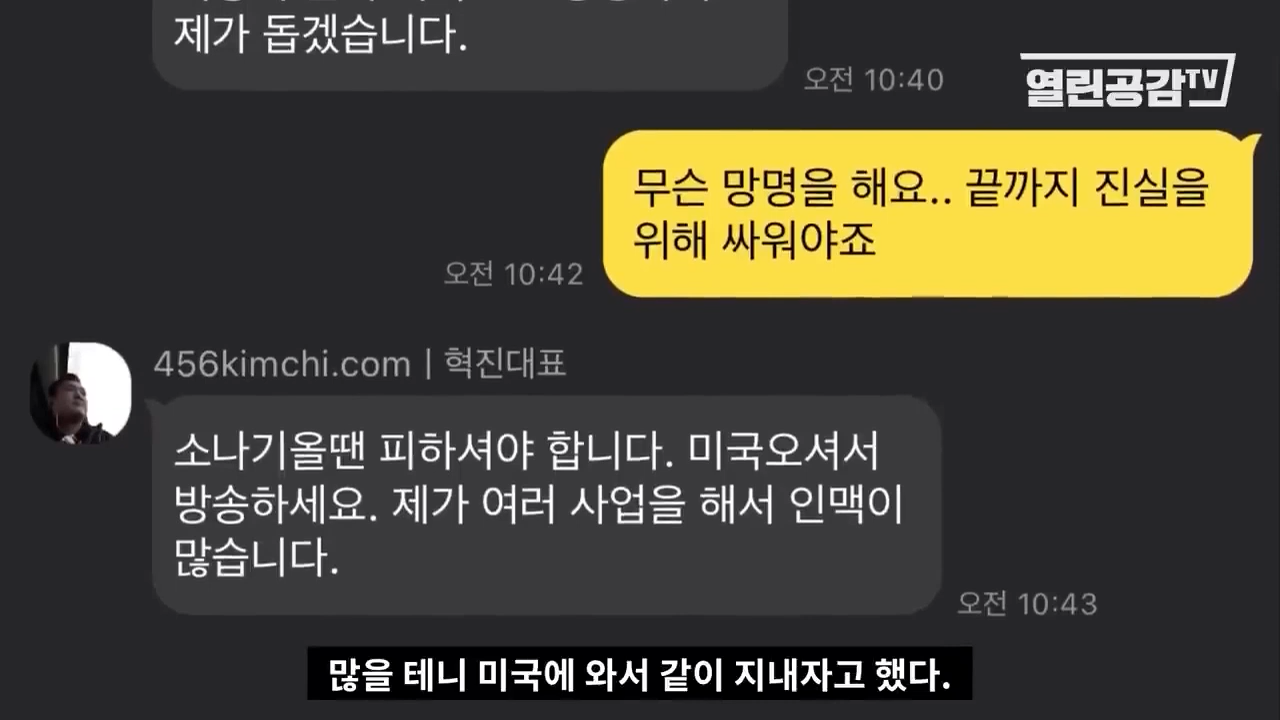 제가 돕겠습니다.
오전 10:40
열린공감TV
무슨 망명을 해요.. 끝까지 진실을
위해 싸워야죠
오전 10:42
456kimchi.com | 혁진대표
소나기올땐 피하셔야 합니다. 미국오셔서
방송하세요. 제가 여러 사업을 해서 인맥이
많습니다.
오전 10:43
많을 테니 미국에 와서 같이 지내자고 했다.